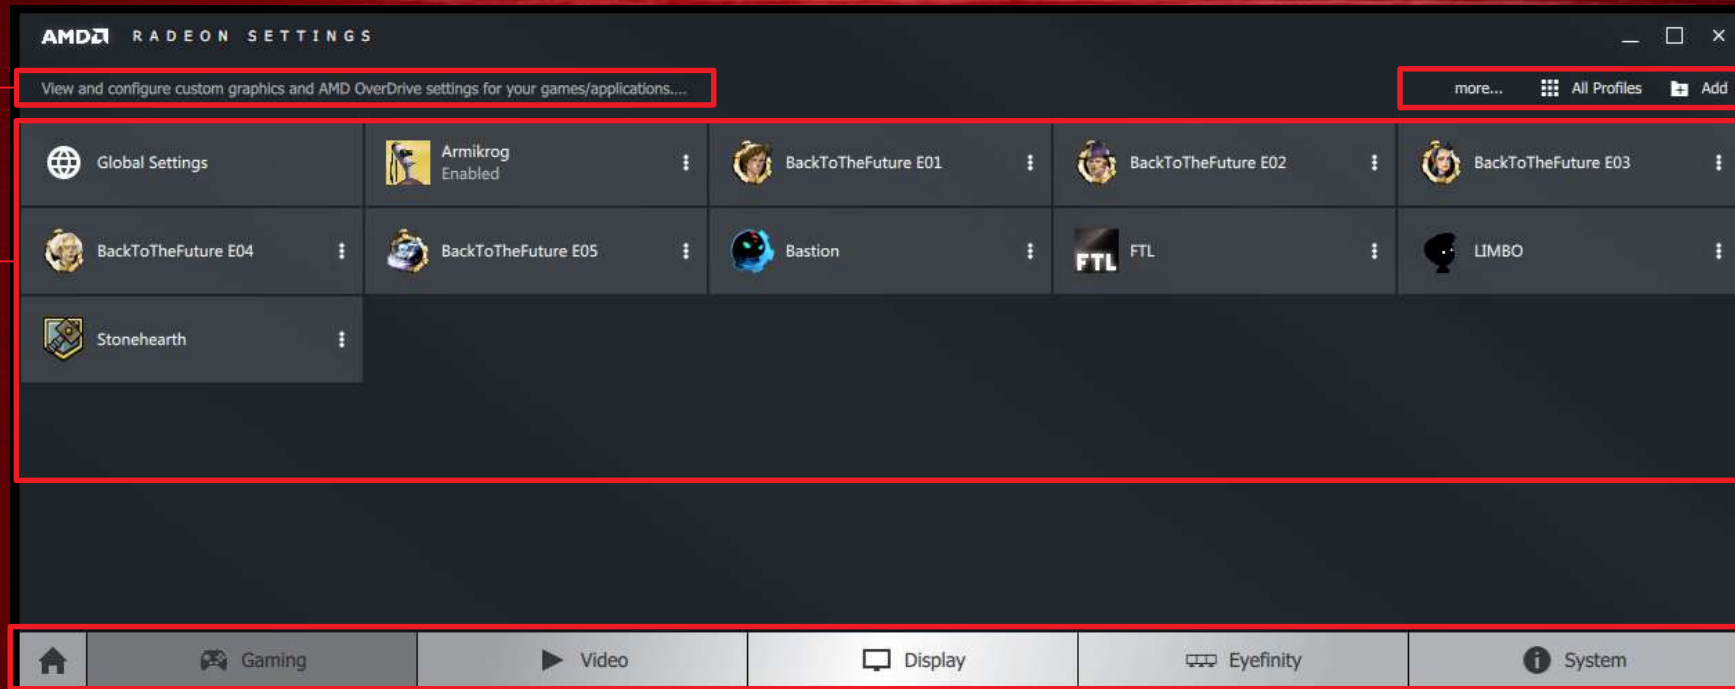 AMD RADEON SETTINGS
View and configure custom graphics and AMD OverDrive settings for your games/applications....
more... All Profiles Add
Global Settings
Armikrog
Enabled
BackToTheFuture E01
BackToTheFuture E02
BackToTheFuture E03
BackToTheFuture E04
BackToTheFuture E05
Bastion
FTL
FTL
LIMBO
Stonehearth
Gaming Video Display Eyefinity System